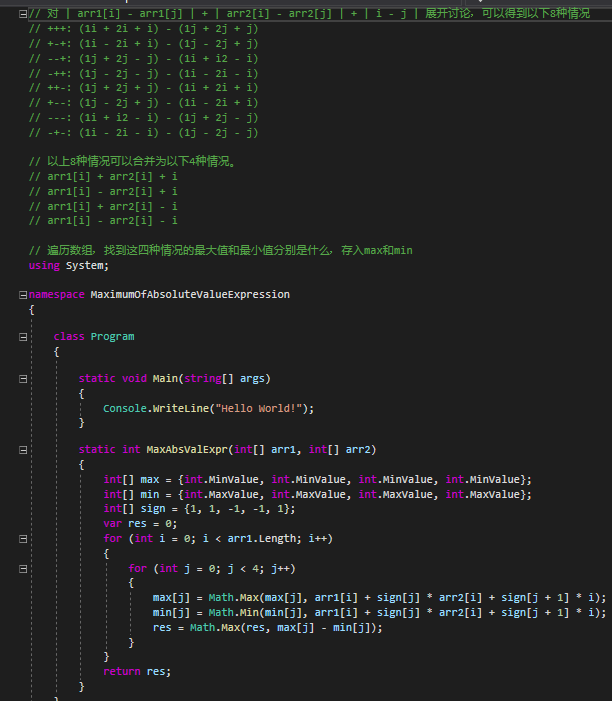 // 对 | arr1[i] - arr1[j] | + | arr2[i] - arr2[j] | + | i - j | 展开讨论，可以得到以下8种情况
// +++: (1i + 2i + i) - (1j + 2j + j)
// +-+: (1i - 2i + i) - (1j - 2j + j)
// --+: (1j + 2j - j) - (1i + i2 - i)
// -++: (1j - 2j - j) - (1i - 2i - i)
// ++-: (1j + 2j + j) - (1i + 2i + i)
// +--: (1j - 2j + j) - (1i - 2i + i)
// ---: (1i + i2 - i) - (1j + 2j - j)
// -+-: (1i - 2i - i) - (1j - 2j - j)
// 以上8种情况可以合并为以下4种情况。
// arr1[i] + arr2[i] + i
// arr1[i] - arr2[i] + i
// arr1[i] + arr2[i] - i
// arr1[i] - arr2[i] - i
// 遍历数组，找到这四种情况的最大值和最小值分别是什么，存入max和min
using System;
namespace MaximumOfAbsoluteValueExpression
{
class Program
{
static void Main(string[] args)
{
Console.WriteLine("Hello World!");
}
static int MaxAbsValExpr(int[] arr1, int[] arr2)
{
int[] max = {int.MinValue, int.MinValue, int.MinValue, int.MinValue};
int[] min = {int.MaxValue, int.MaxValue, int.MaxValue, int.MaxValue};
int[] sign = {1, 1, -1, -1, 1};
var res = 0;
for (int i = 0; i < arr1.Length; i++)
{
for (int j = 0; j < 4; j++)
{
max[j] = Math.Max(max[j], arr1[i] + sign[j] * arr2[i] + sign[j + 1] * i);
min[j] = Math.Min(min[j], arr1[i] + sign[j] * arr2[i] + sign[j + 1] * i);
res = Math.Max(res, max[j] - min[j]);
}
}
return res;
}